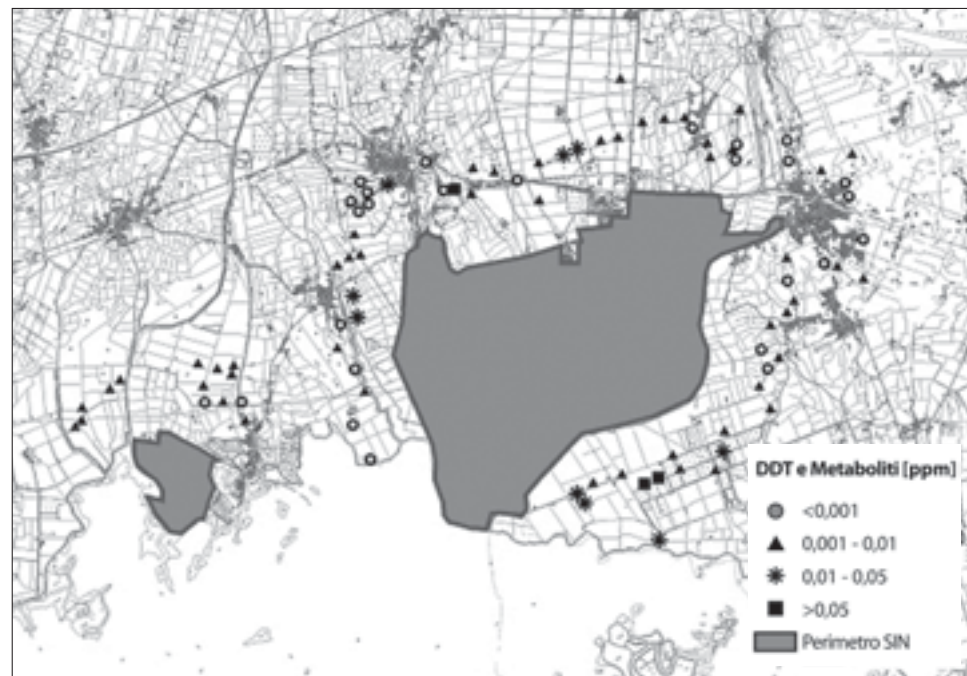 DDT e Metaboliti [ppm]
<0,001
0,001 - 0,01
0,01 - 0,05
>0,05
Perimetro SIN